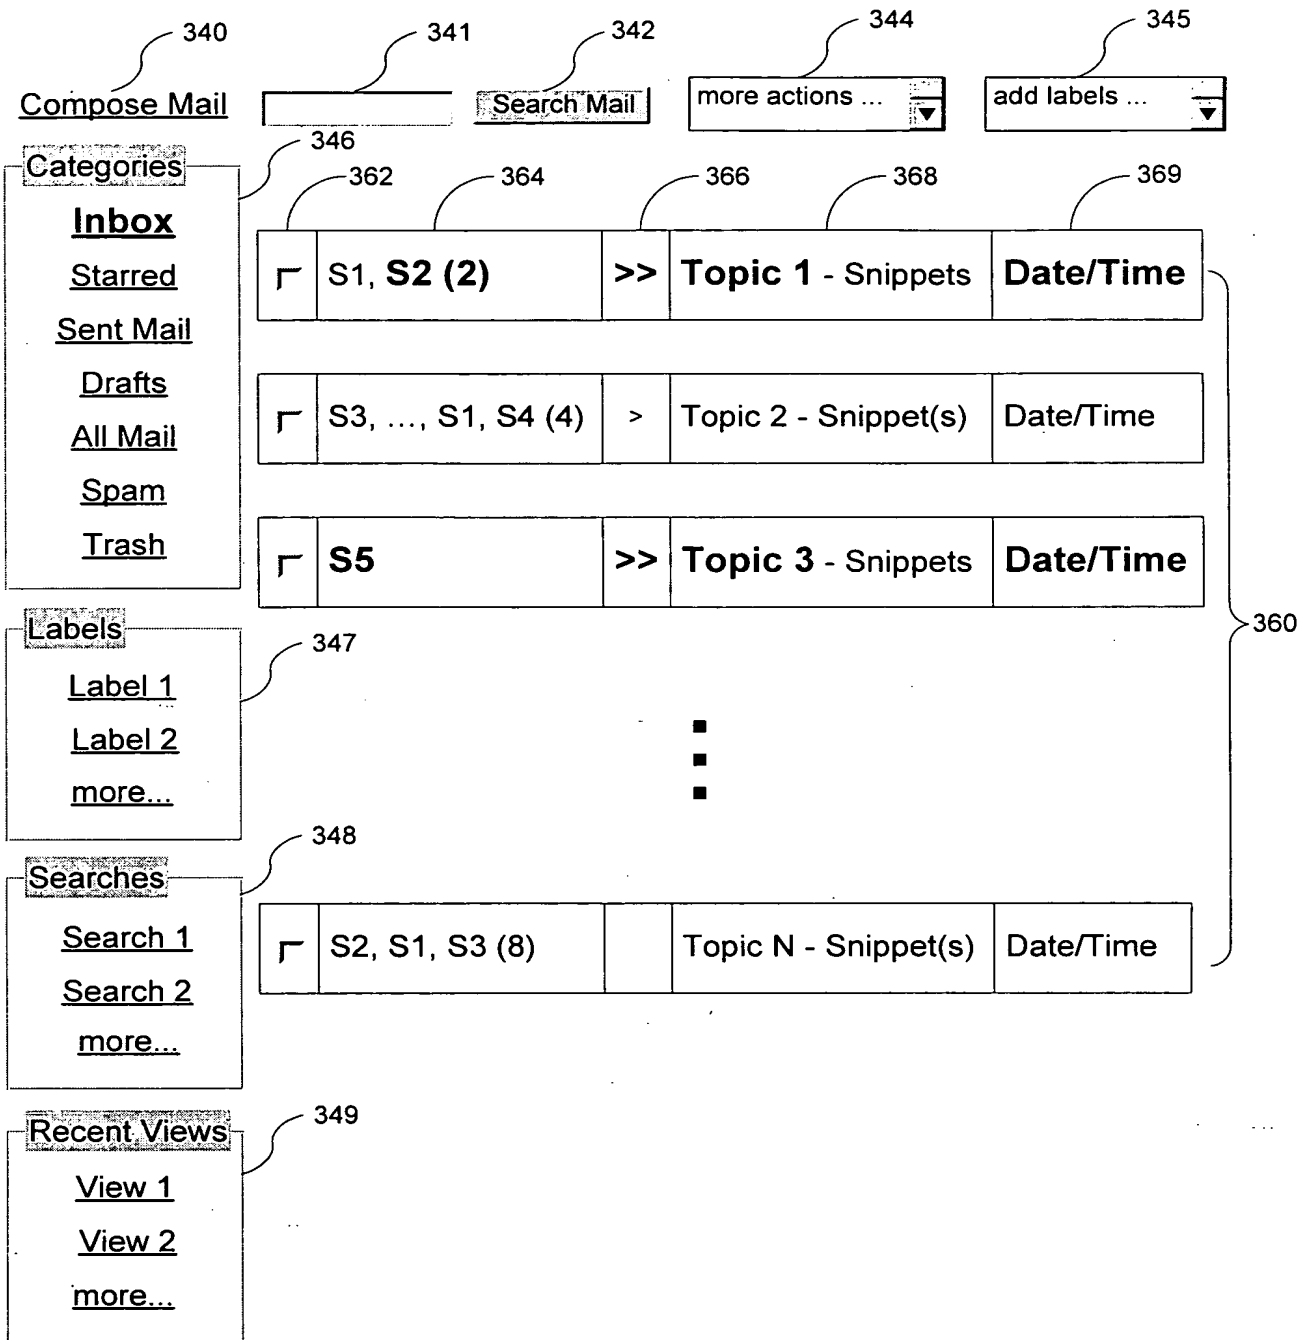 340
341
342
344
345
Compose Mail
Search Mail
more actions ...
add labels ...
346
Categories
Inbox
Starred
Sent Mail
Drafts
All Mail
Spam
Trash
362
364
366
368
369
S1, S2 (2) >> Topic 1 - Snippets Date/Time
S3, ..., S1, S4 (4) > Topic 2 - Snippet(s) Date/Time
S5 >> Topic 3 - Snippets Date/Time
360
Labels
347
Label 1
Label 2
more...
348
Searches
Search 1
Search 2
more...
S2, S1, S3 (8) Topic N - Snippet(s) Date/Time
349
Recent Views
View 1
View 2
more...